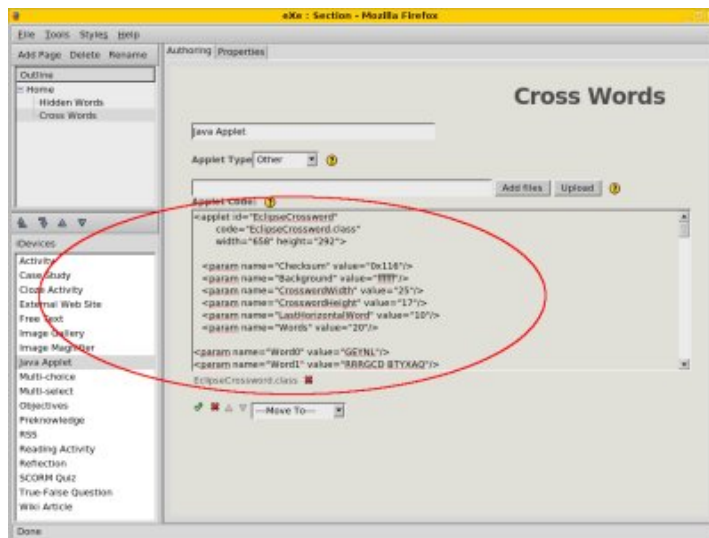 eXe : Section - Mozilla Firefox
File Tools Styles Help
Add Page Delete Rename
Authoring Properties
Outline
Home
Hidden Words
Cross Words
Cross Words
Java Applet
Applet Type Other
Add files Upload
Applet Code:
<applet id="EclipseCrossword"
code="EclipseCrossword.class"
width="658" height="292">
<param name="Checksum" value="0x116"/>
<param name="Background" value="ffffff"/>
<param name="CrosswordWidth" value="25"/>
<param name="CrosswordHeight" value="17"/>
<param name="LastHorizontalWord" value="10"/>
<param name="Words" value="20"/>
<param name="Word0" value="GEYNL"/>
<param name="Word1" value="RRRGCD BTYXAQ"/>
EclipseCrossword.class
---Move To---
iDevices
Activity
Case Study
Cloze Activity
External Web Site
Free Text
Image Gallery
Image Magnifier
Java Applet
Multi-choice
Multi-select
Objectives
Preknowledge
RSS
Reading Activity
Reflection
SCORM Quiz
True-False Question
Wiki Article
Done